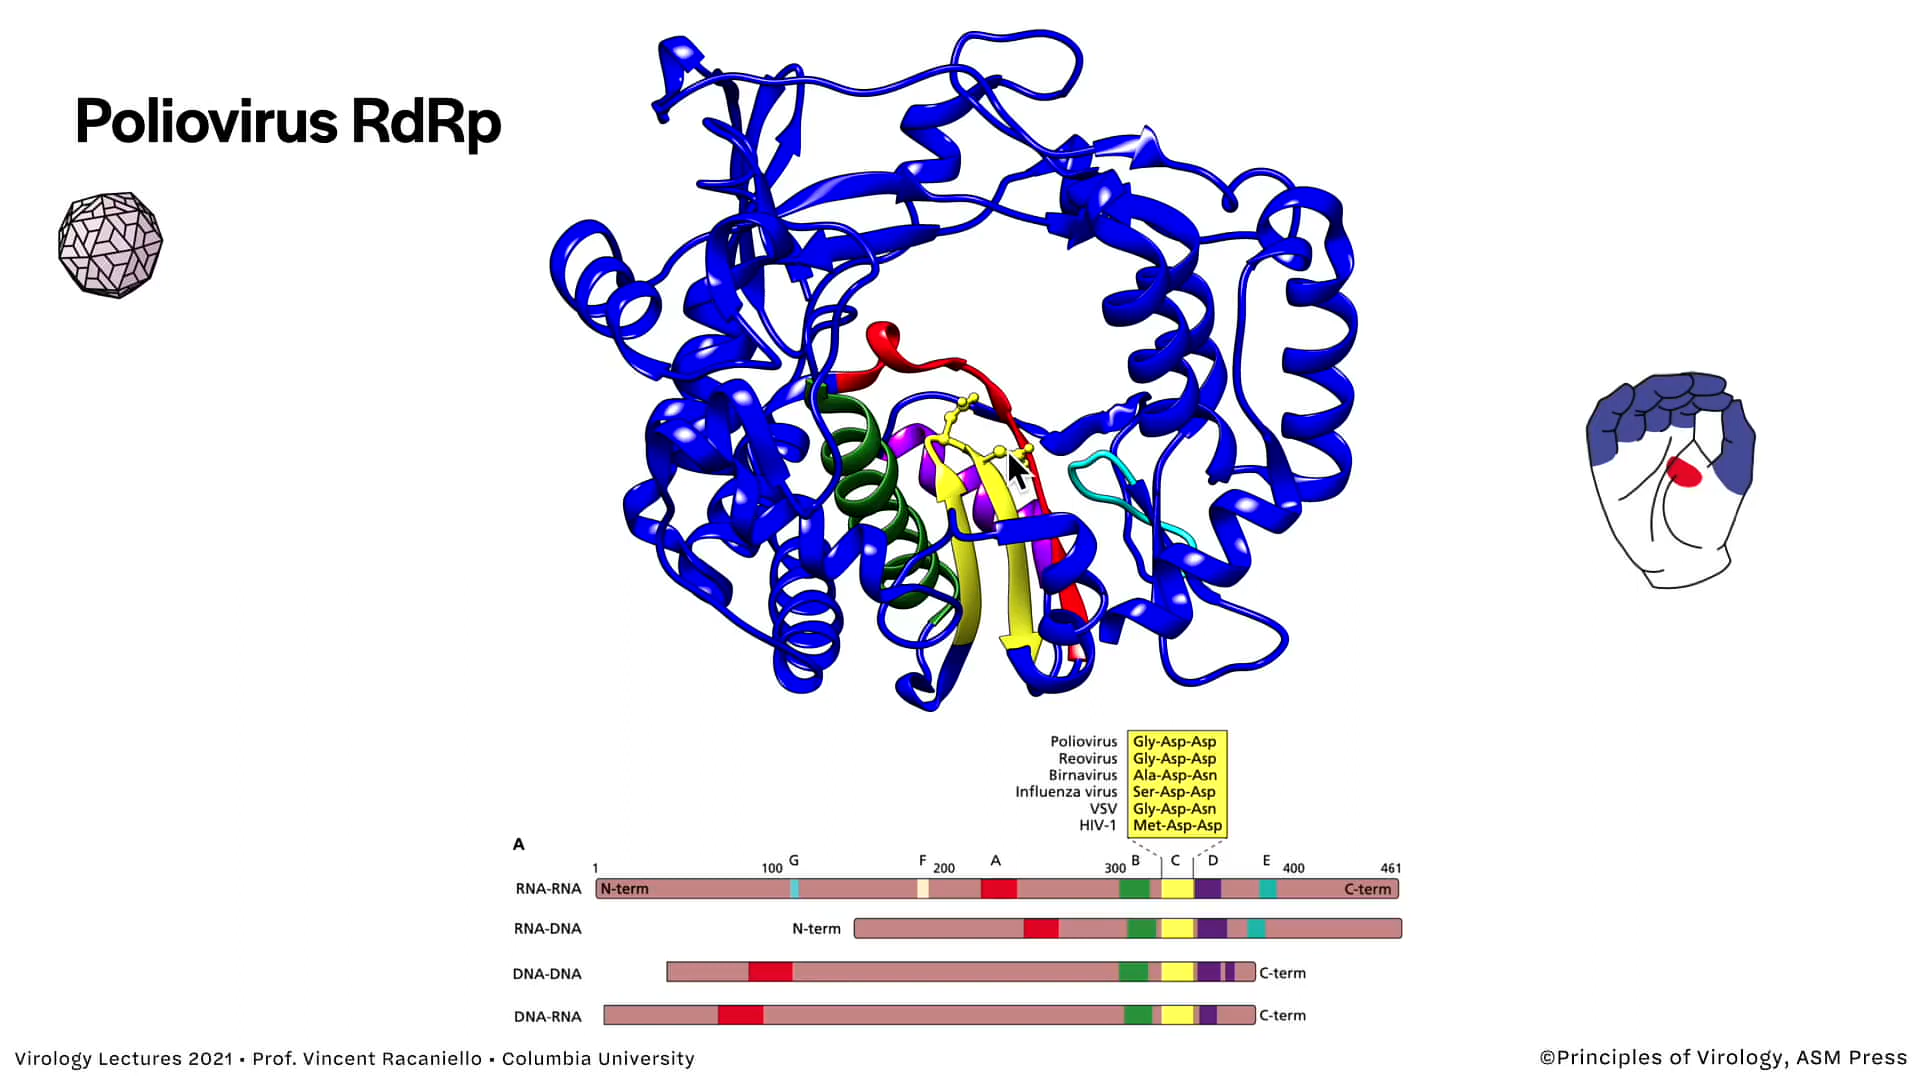 Poliovirus RdRp
Poliovirus Gly-Asp-Asp
Reovirus Gly-Asp-Asp
Birnavirus Ala-Asp-Asn
Influenza virus Ser-Asp-Asp
VSV Gly-Asp-Asn
HIV-1 Met-Asp-Asp
A
1 100 G F 200 A 300 B C D E 400 461
RNA-RNA N-term C-term
RNA-DNA N-term
DNA-DNA C-term
DNA-RNA C-term
Virology Lectures 2021 • Prof. Vincent Racaniello • Columbia University
©Principles of Virology, ASM Press